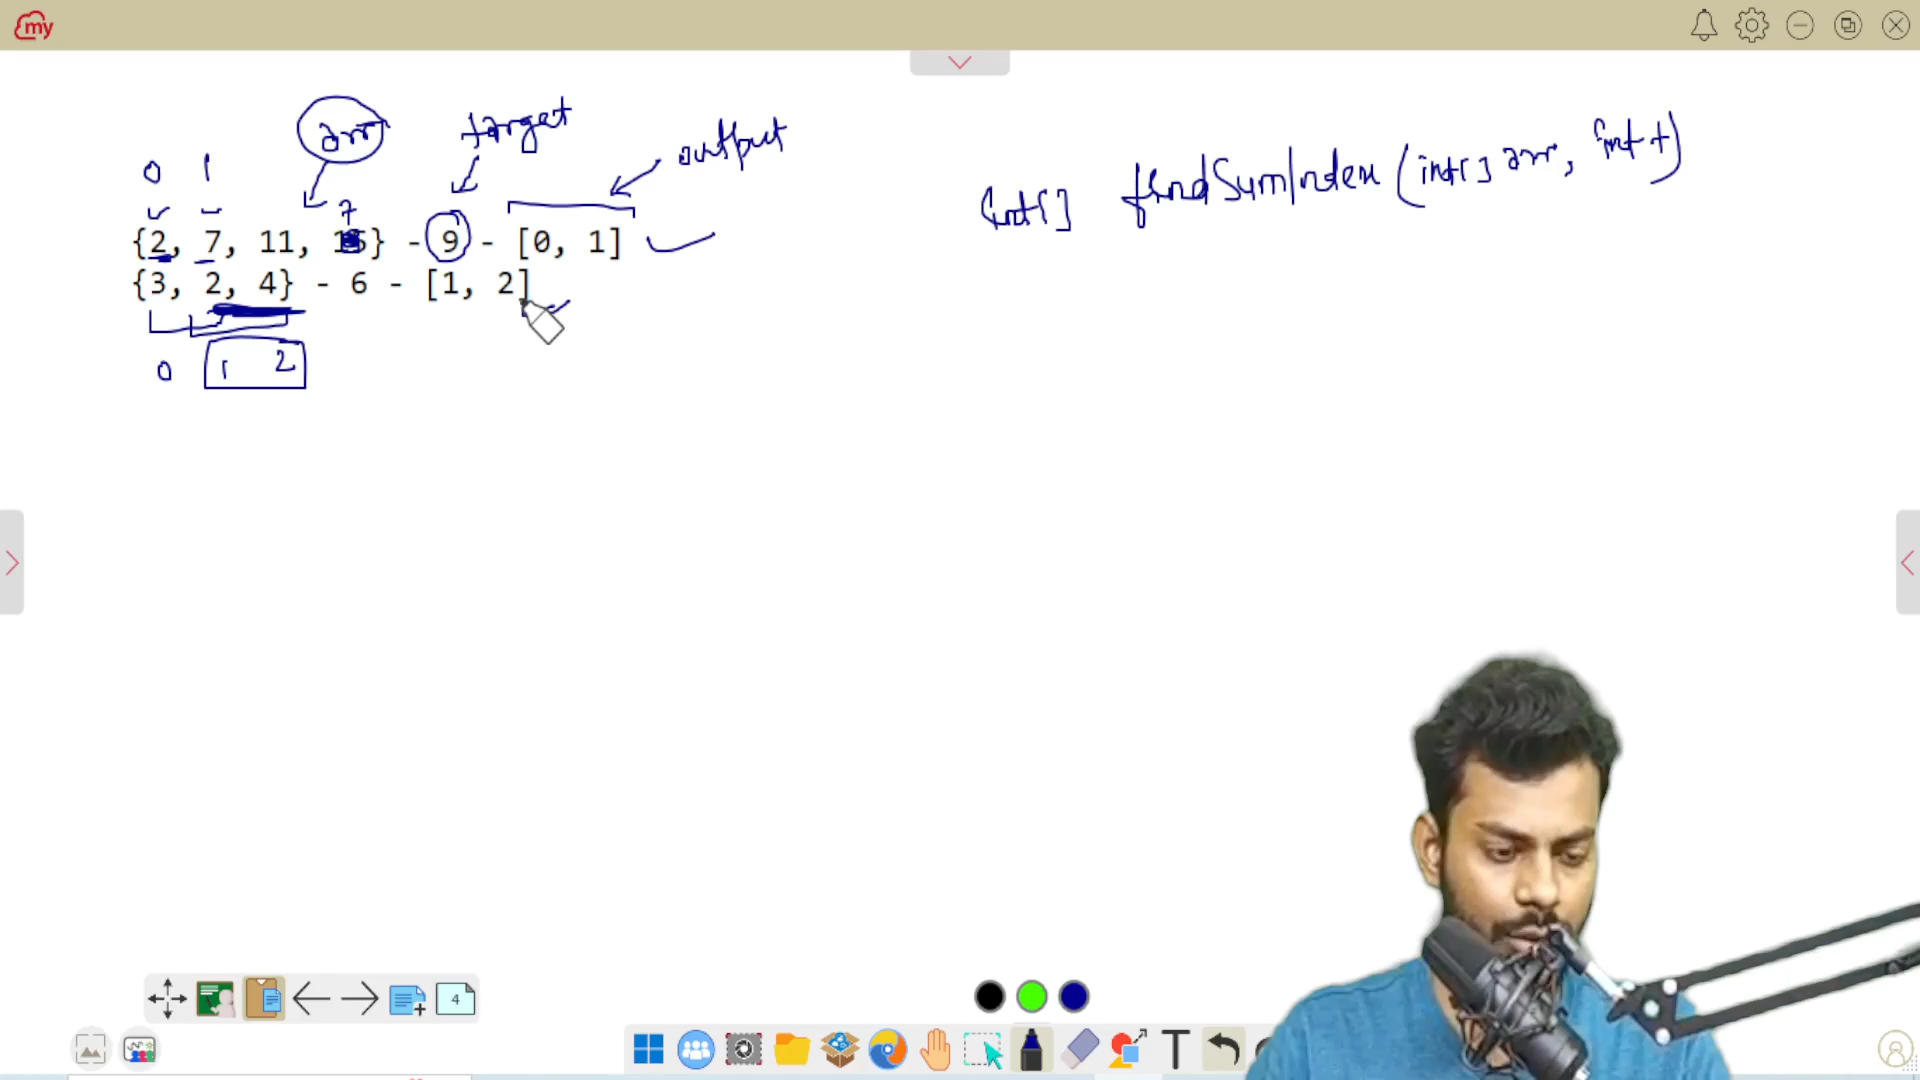 my
arr target output
0 1
7
{2, 7, 11, 1 } - 9 - [0, 1]
{3, 2, 4} - 6 - [1, 2]
0 1 2
int[] findSumIndex (int[] arr, int t)
4
T